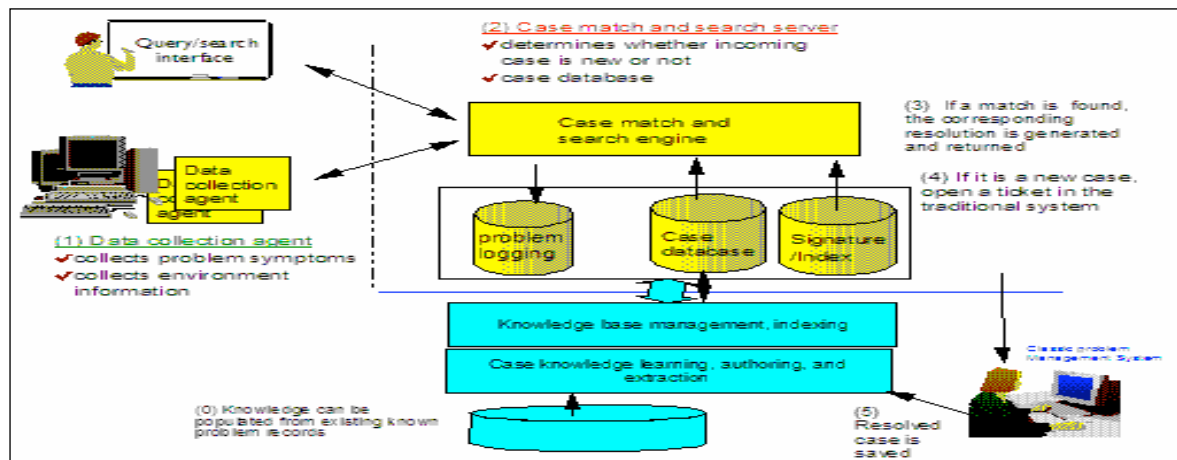 Query/search
interface
(2) Case match and search server
✓determines whether incoming
case is new or not
✓case database
Case match and
search engine
(3) If a match is found,
the corresponding
resolution is generated
and returned
(4) If it is a new case,
open a ticket in the
traditional system
Data
collection
agent
Da
co
agent
(1) Data collection agent
✓collects problem symptoms
✓collects environment
information
problem
logging
Case
database
Signature
/Index
Knowledge base management, indexing
Case knowledge learning, authoring, and
extraction
Classic problem
Management System
(0) Knowledge can be
populated from existing known
problem records
(5)
Resolved
case is
saved